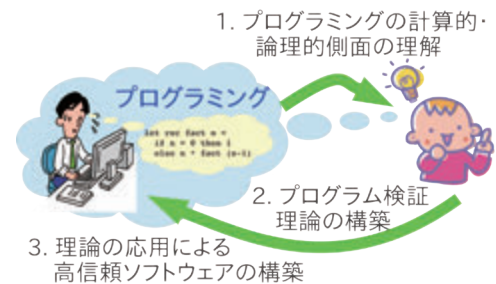 1. プログラミングの計算的・
論理的側面の理解
プログラミング
let rec fact n =
if n = 0 then 1
else n * fact (n-1)
2. プログラム検証
理論の構築
3. 理論の応用による
高信頼ソフトウェアの構築